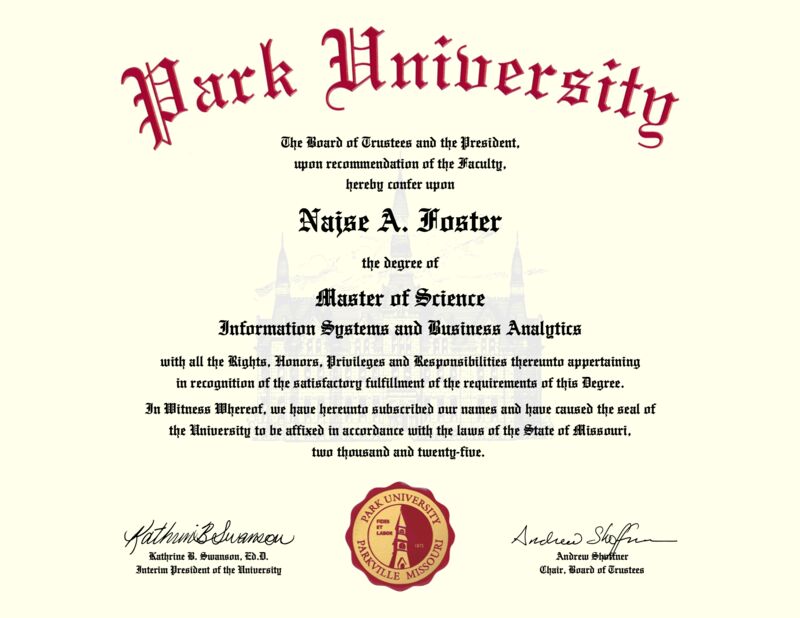 Park University
The Board of Trustees and the President,
upon recommendation of the Faculty,
hereby confer upon
Najse A. Foster
the degree of
Master of Science
Information Systems and Business Analytics
with all the Rights, Honors, Privileges and Responsibilities thereunto appertaining
in recognition of the satisfactory fulfillment of the requirements of this Degree.
In Witness Whereof, we have hereunto subscribed our names and have caused the seal of
the University to be affixed in accordance with the laws of the State of Missouri,
two thousand and twenty-five.
Kathrine B Swanson
Kathrine B. Swanson, Ed.D.
Interim President of the University
PARK UNIVERSITY
FIDES
ET
LABOR
1875
PARKVILLE MISSOURI
Andrew Shoffner
Andrew Shoffner
Chair, Board of Trustees